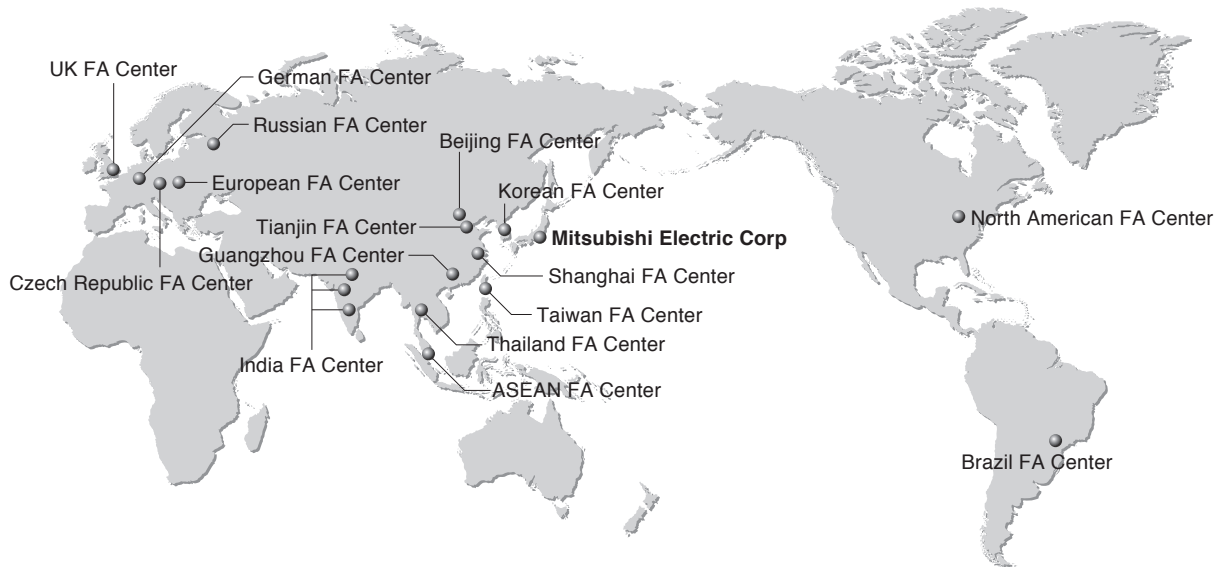 UK FA Center
German FA Center
Russian FA Center
Beijing FA Center
European FA Center
Korean FA Center
North American FA Center
Tianjin FA Center
Mitsubishi Electric Corp
Guangzhou FA Center
Shanghai FA Center
Czech Republic FA Center
Taiwan FA Center
Thailand FA Center
India FA Center
ASEAN FA Center
Brazil FA Center